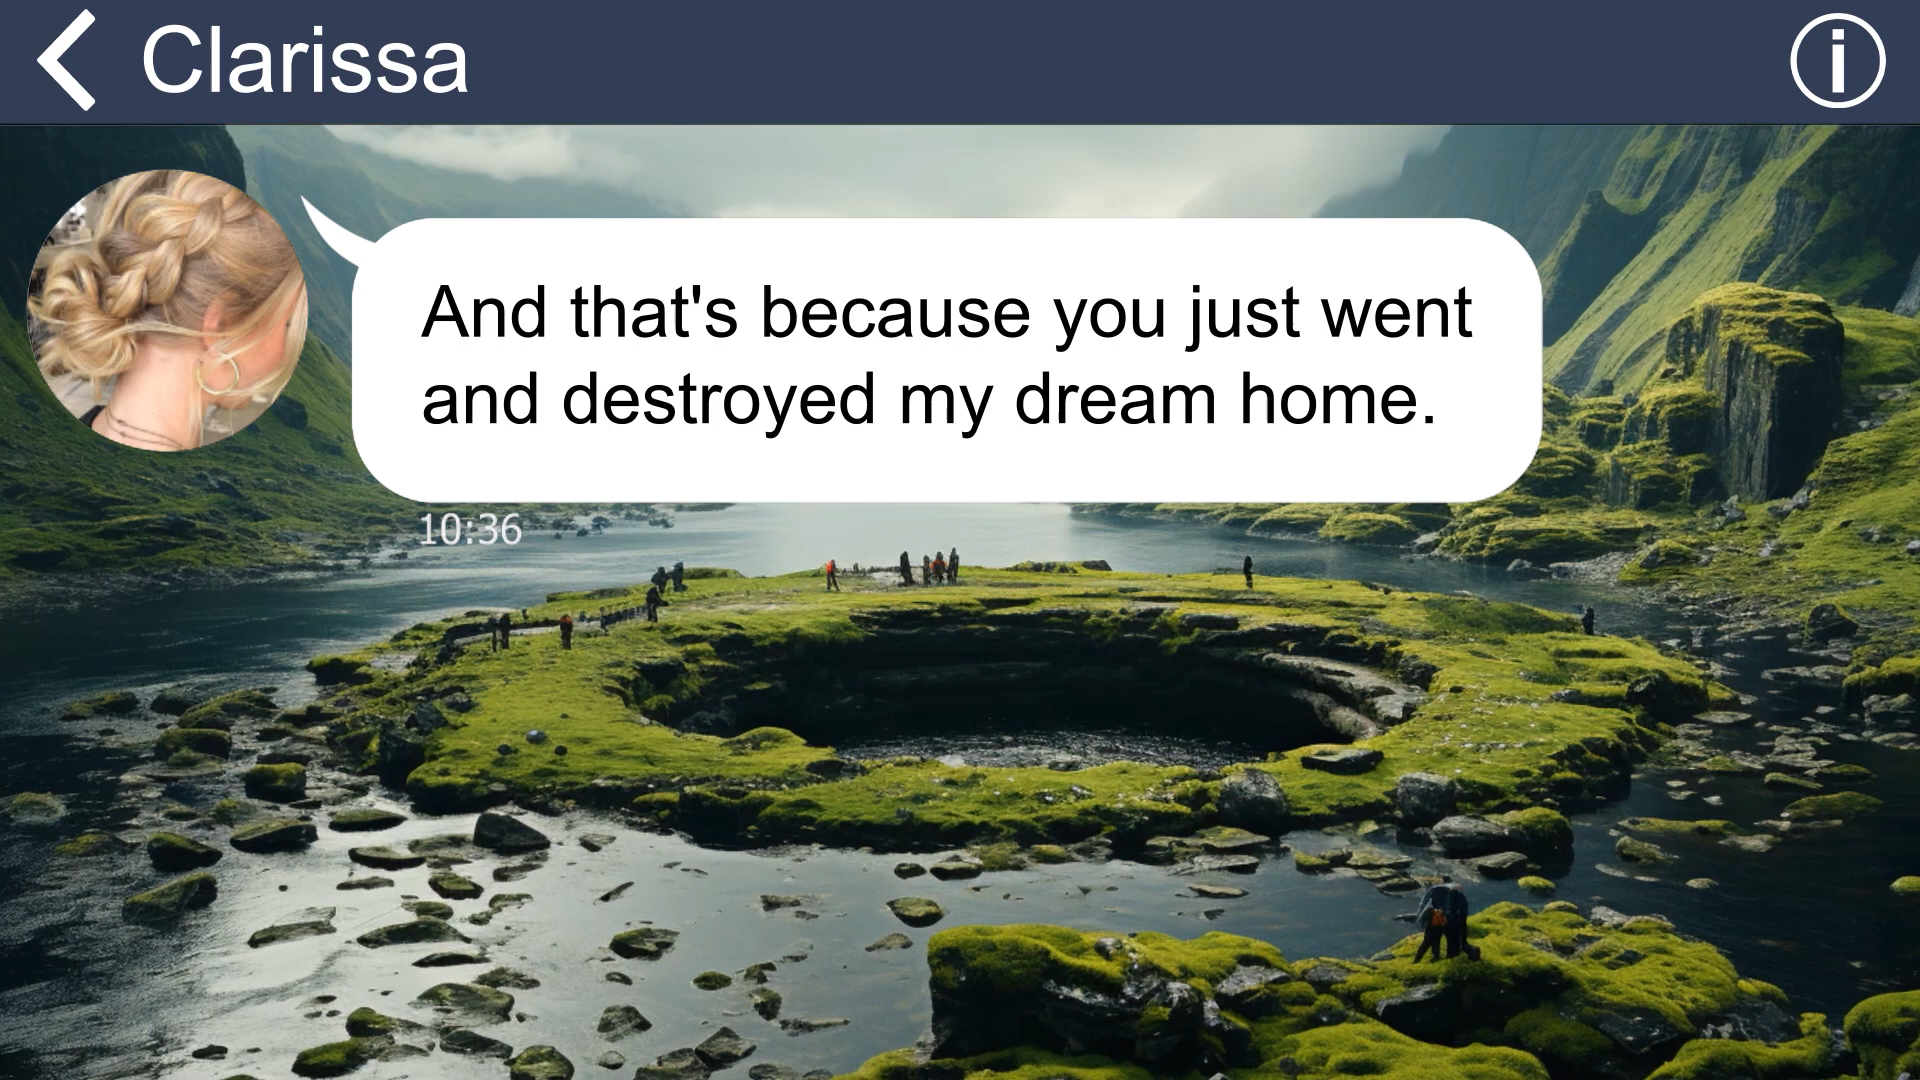 Clarissa
And that's because you just went
and destroyed my dream home.
10:36